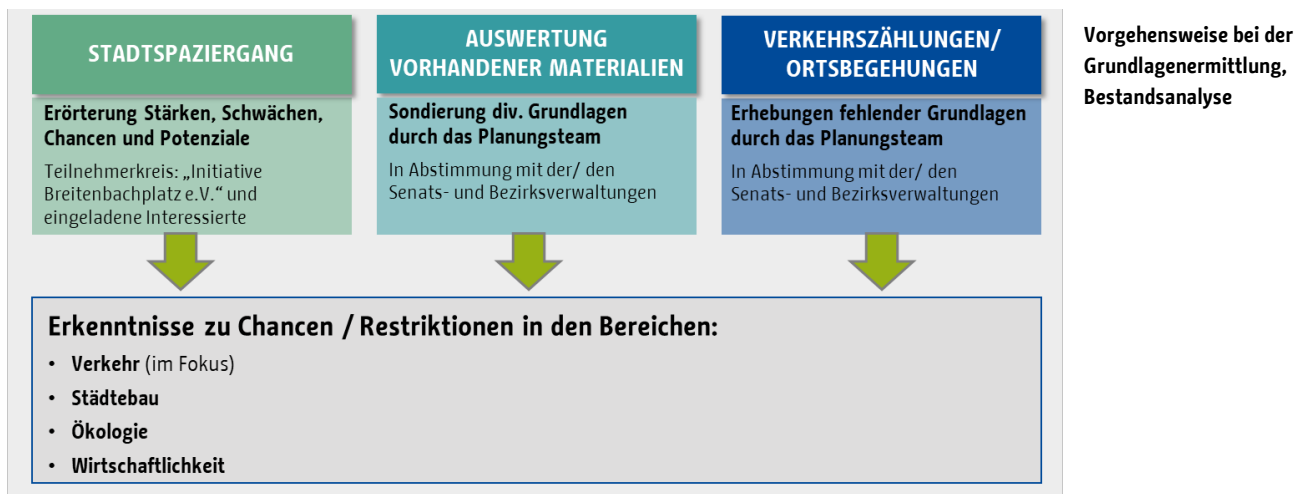 STADTSPAZIERGANG
Erörterung Stärken, Schwächen,
Chancen und Potenziale
Teilnehmerkreis: „Initiative
Breitenbachplatz e.V.“ und
eingeladene Interessierte
AUSWERTUNG
VORHANDENER MATERIALIEN
Sondierung div. Grundlagen
durch das Planungsteam
In Abstimmung mit der/ den
Senats- und Bezirksverwaltungen
VERKEHRSZÄHLUNGEN/
ORTSBEGEHUNGEN
Erhebungen fehlender Grundlagen
durch das Planungsteam
In Abstimmung mit der/ den
Senats- und Bezirksverwaltungen
Vorgehensweise bei der
Grundlagenermittlung,
Bestandsanalyse
Erkenntnisse zu Chancen / Restriktionen in den Bereichen:
• Verkehr (im Fokus)
• Städtebau
• Ökologie
• Wirtschaftlichkeit